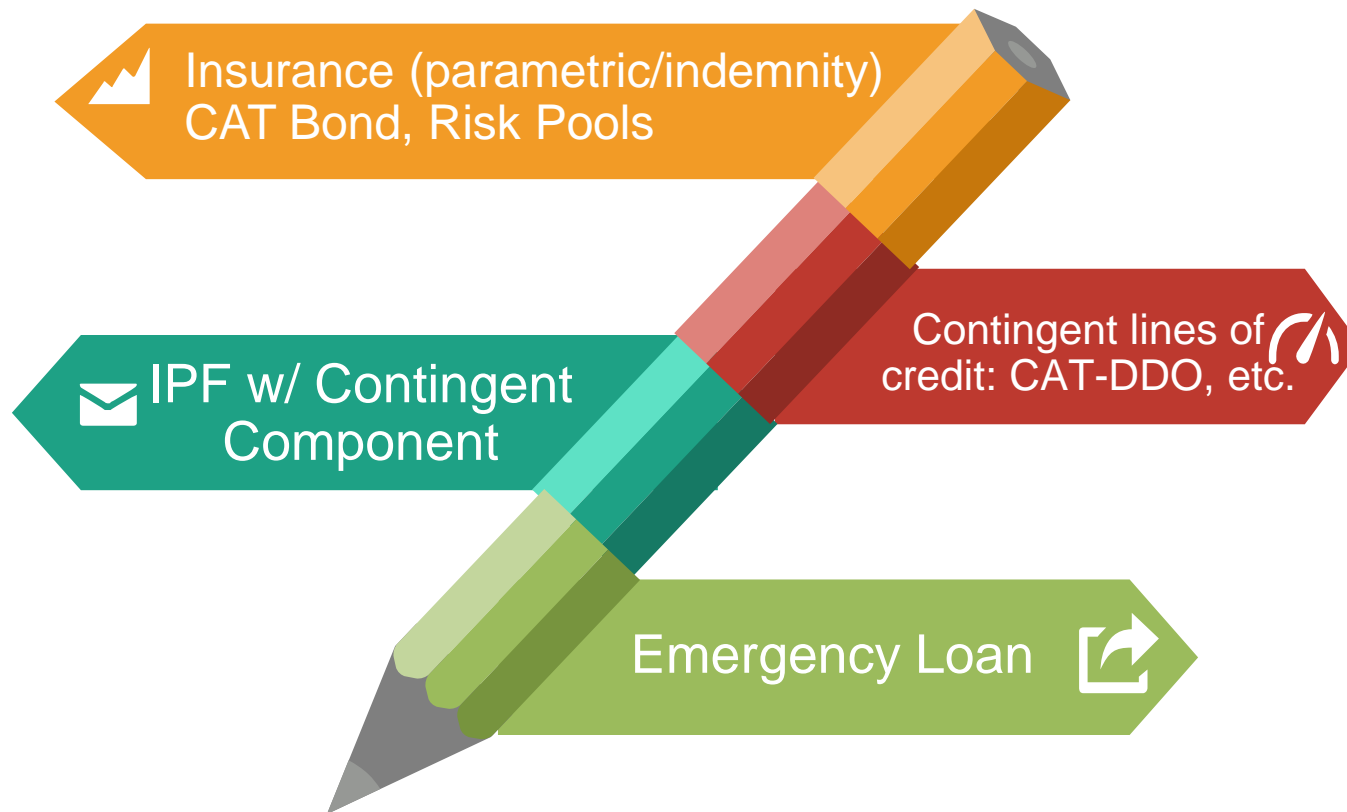 Insurance (parametric/indemnity)
CAT Bond, Risk Pools
Contingent lines of
credit: CAT-DDO, etc.
IPF w/ Contingent
Component
Emergency Loan